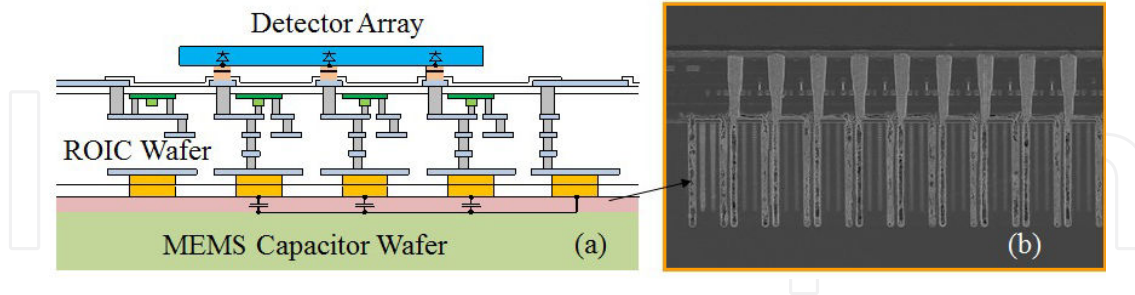 Detector Array
ROIC Wafer
MEMS Capacitor Wafer
(a)
(b)